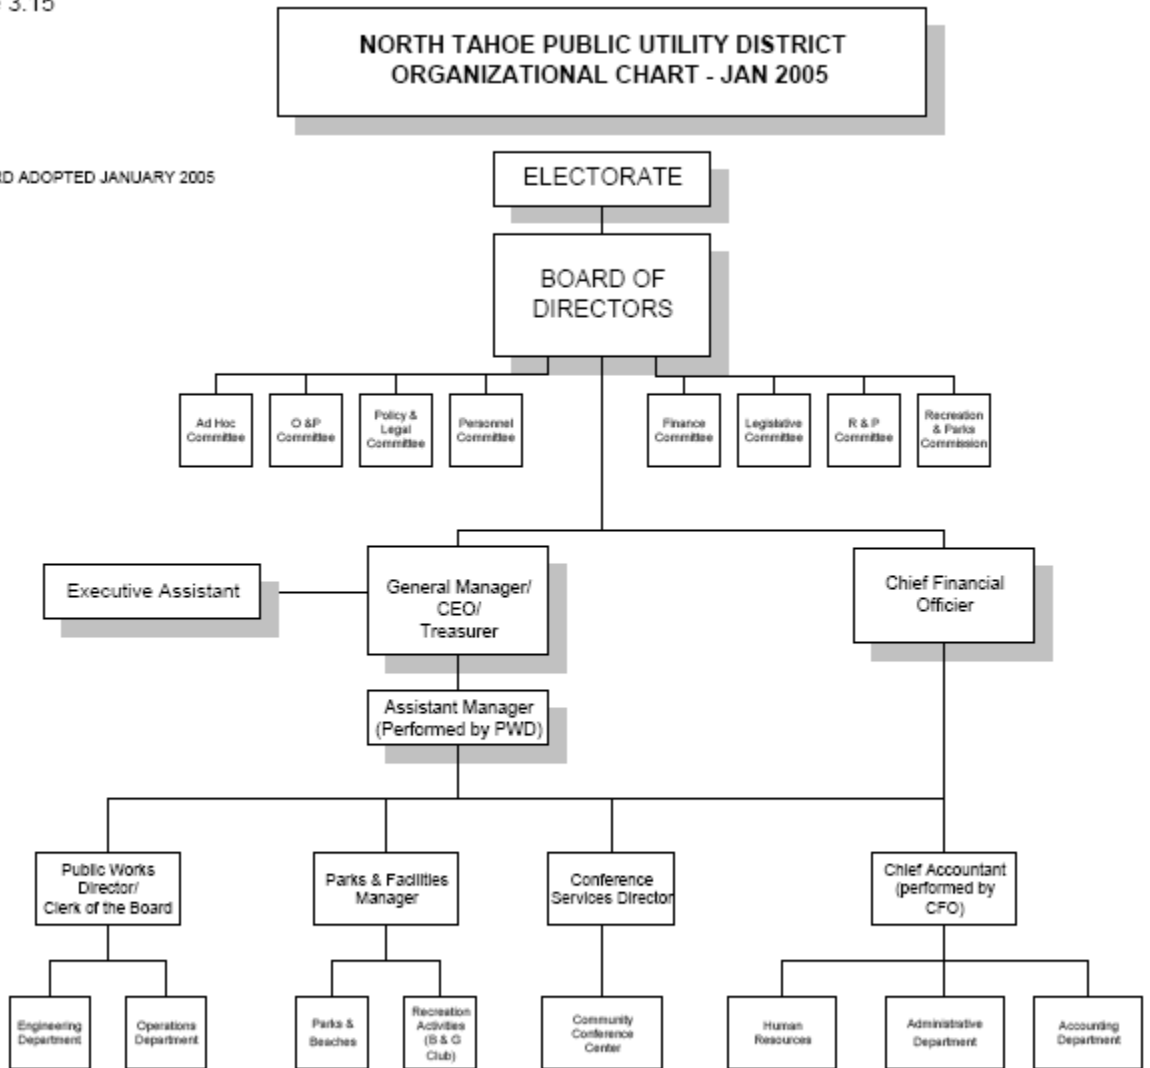 3.15
NORTH TAHOE PUBLIC UTILITY DISTRICT
ORGANIZATIONAL CHART - JAN 2005
ADOPTED JANUARY 2005
ELECTORATE
BOARD OF
DIRECTORS
Ad Hoc
Committee
O &P
Committee
Policy &
Legal
Committee
Personnel
Committee
Finance
Committee
Legislative
Committee
R & P
Committee
Recreation
& Parks
Commission
Executive Assistant
General Manager/
CEO/
Treasurer
Chief Financial
Officier
Assistant Manager
(Performed by PWD)
Public Works
Director/
Clerk of the Board
Parks & Facilities
Manager
Conference
Services Director
Chief Accountant
(performed by
CFO)
Engineering
Department
Operations
Department
Parks &
Beaches
Recreation
Activities
(B & G
Club)
Community
Conference
Center
Human
Resources
Administrative
Department
Accounting
Department